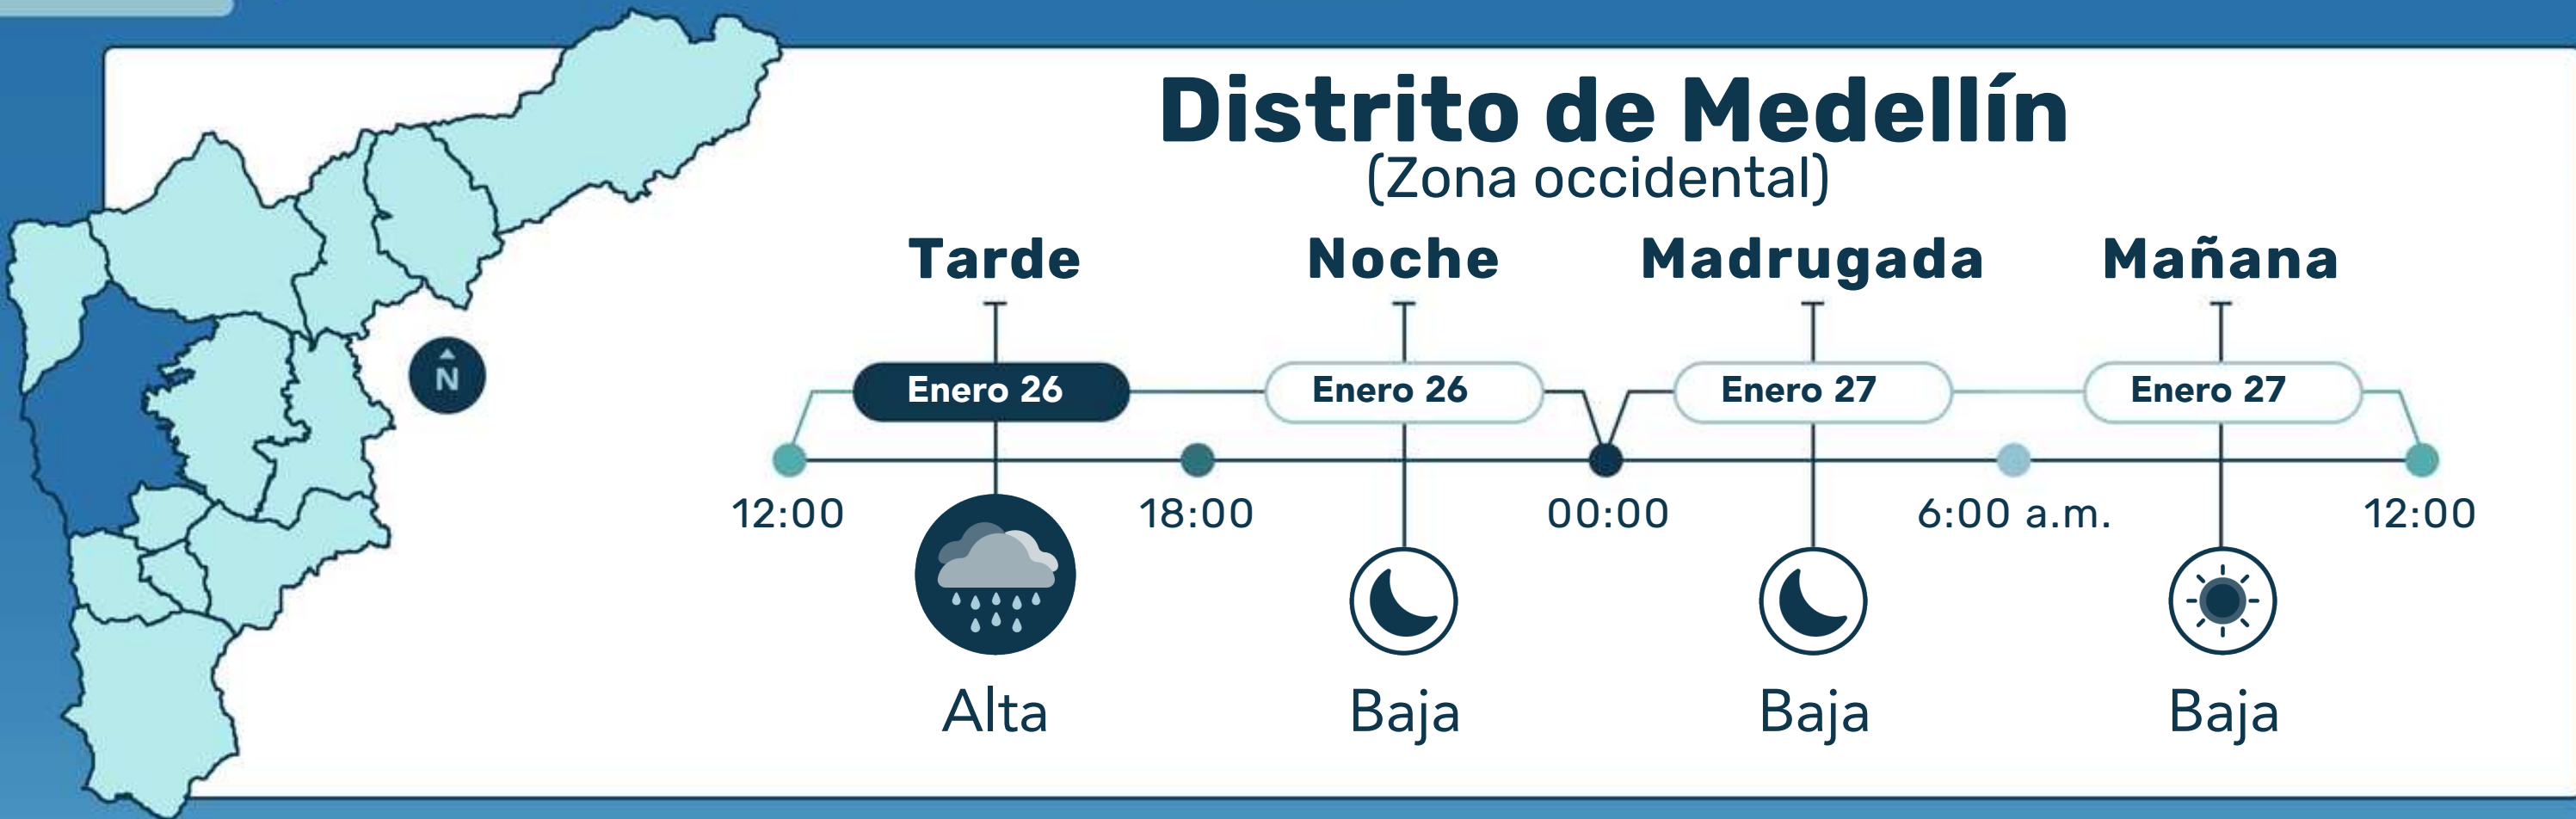 Distrito de Medellín
(Zona occidental)
Tarde Noche Madrugada Mañana
Enero 26 Enero 26 Enero 27 Enero 27
N
12:00 18:00 00:00 6:00 a.m. 12:00
Alta Baja Baja Baja